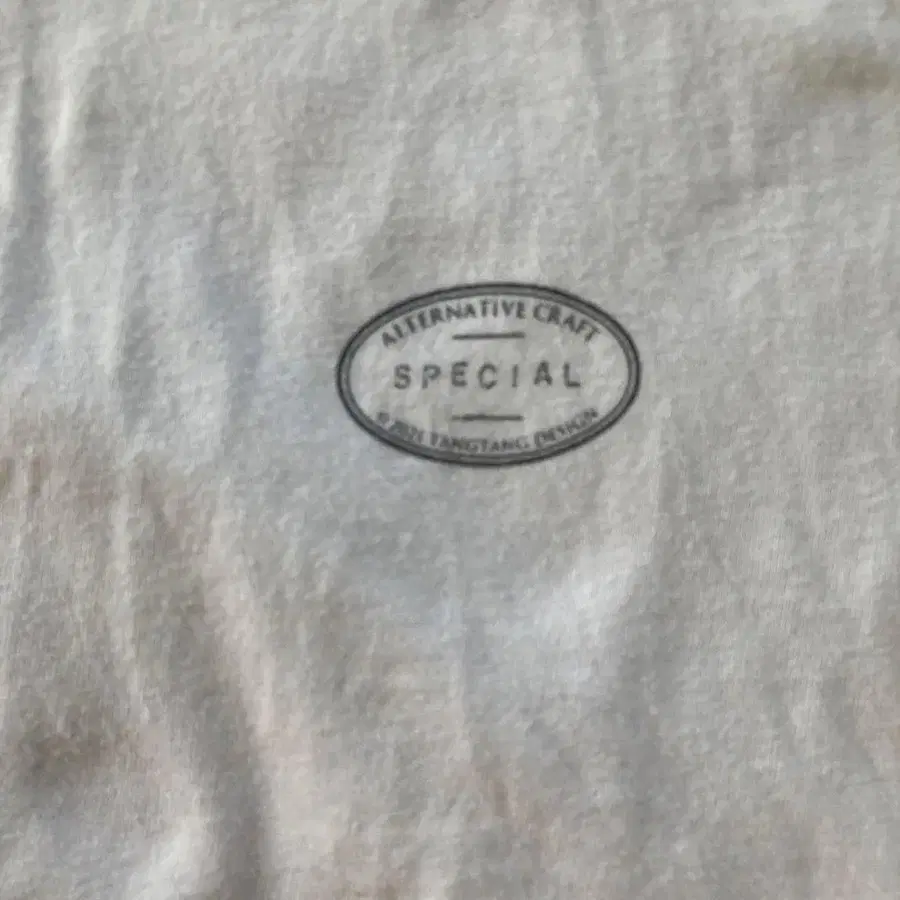 ALTERNATIVE CRAFT
SPECIAL
© 2021 TANGTANG DESIGN